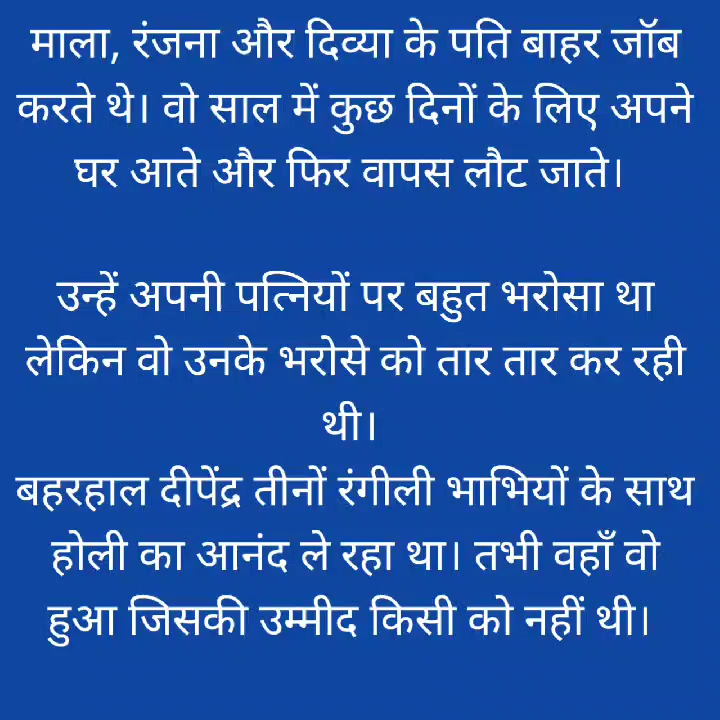 माला, रंजना और दिव्या के पति बाहर जॉब
करते थे। वो साल में कुछ दिनों के लिए अपने
घर आते और फिर वापस लौट जाते।
उन्हें अपनी पत्नियों पर बहुत भरोसा था
लेकिन वो उनके भरोसे को तार तार कर रही
थी।
बहरहाल दीपेंद्र तीनों रंगीली भाभियों के साथ
होली का आनंद ले रहा था। तभी वहाँ वो
हुआ जिसकी उम्मीद किसी को नहीं थी।